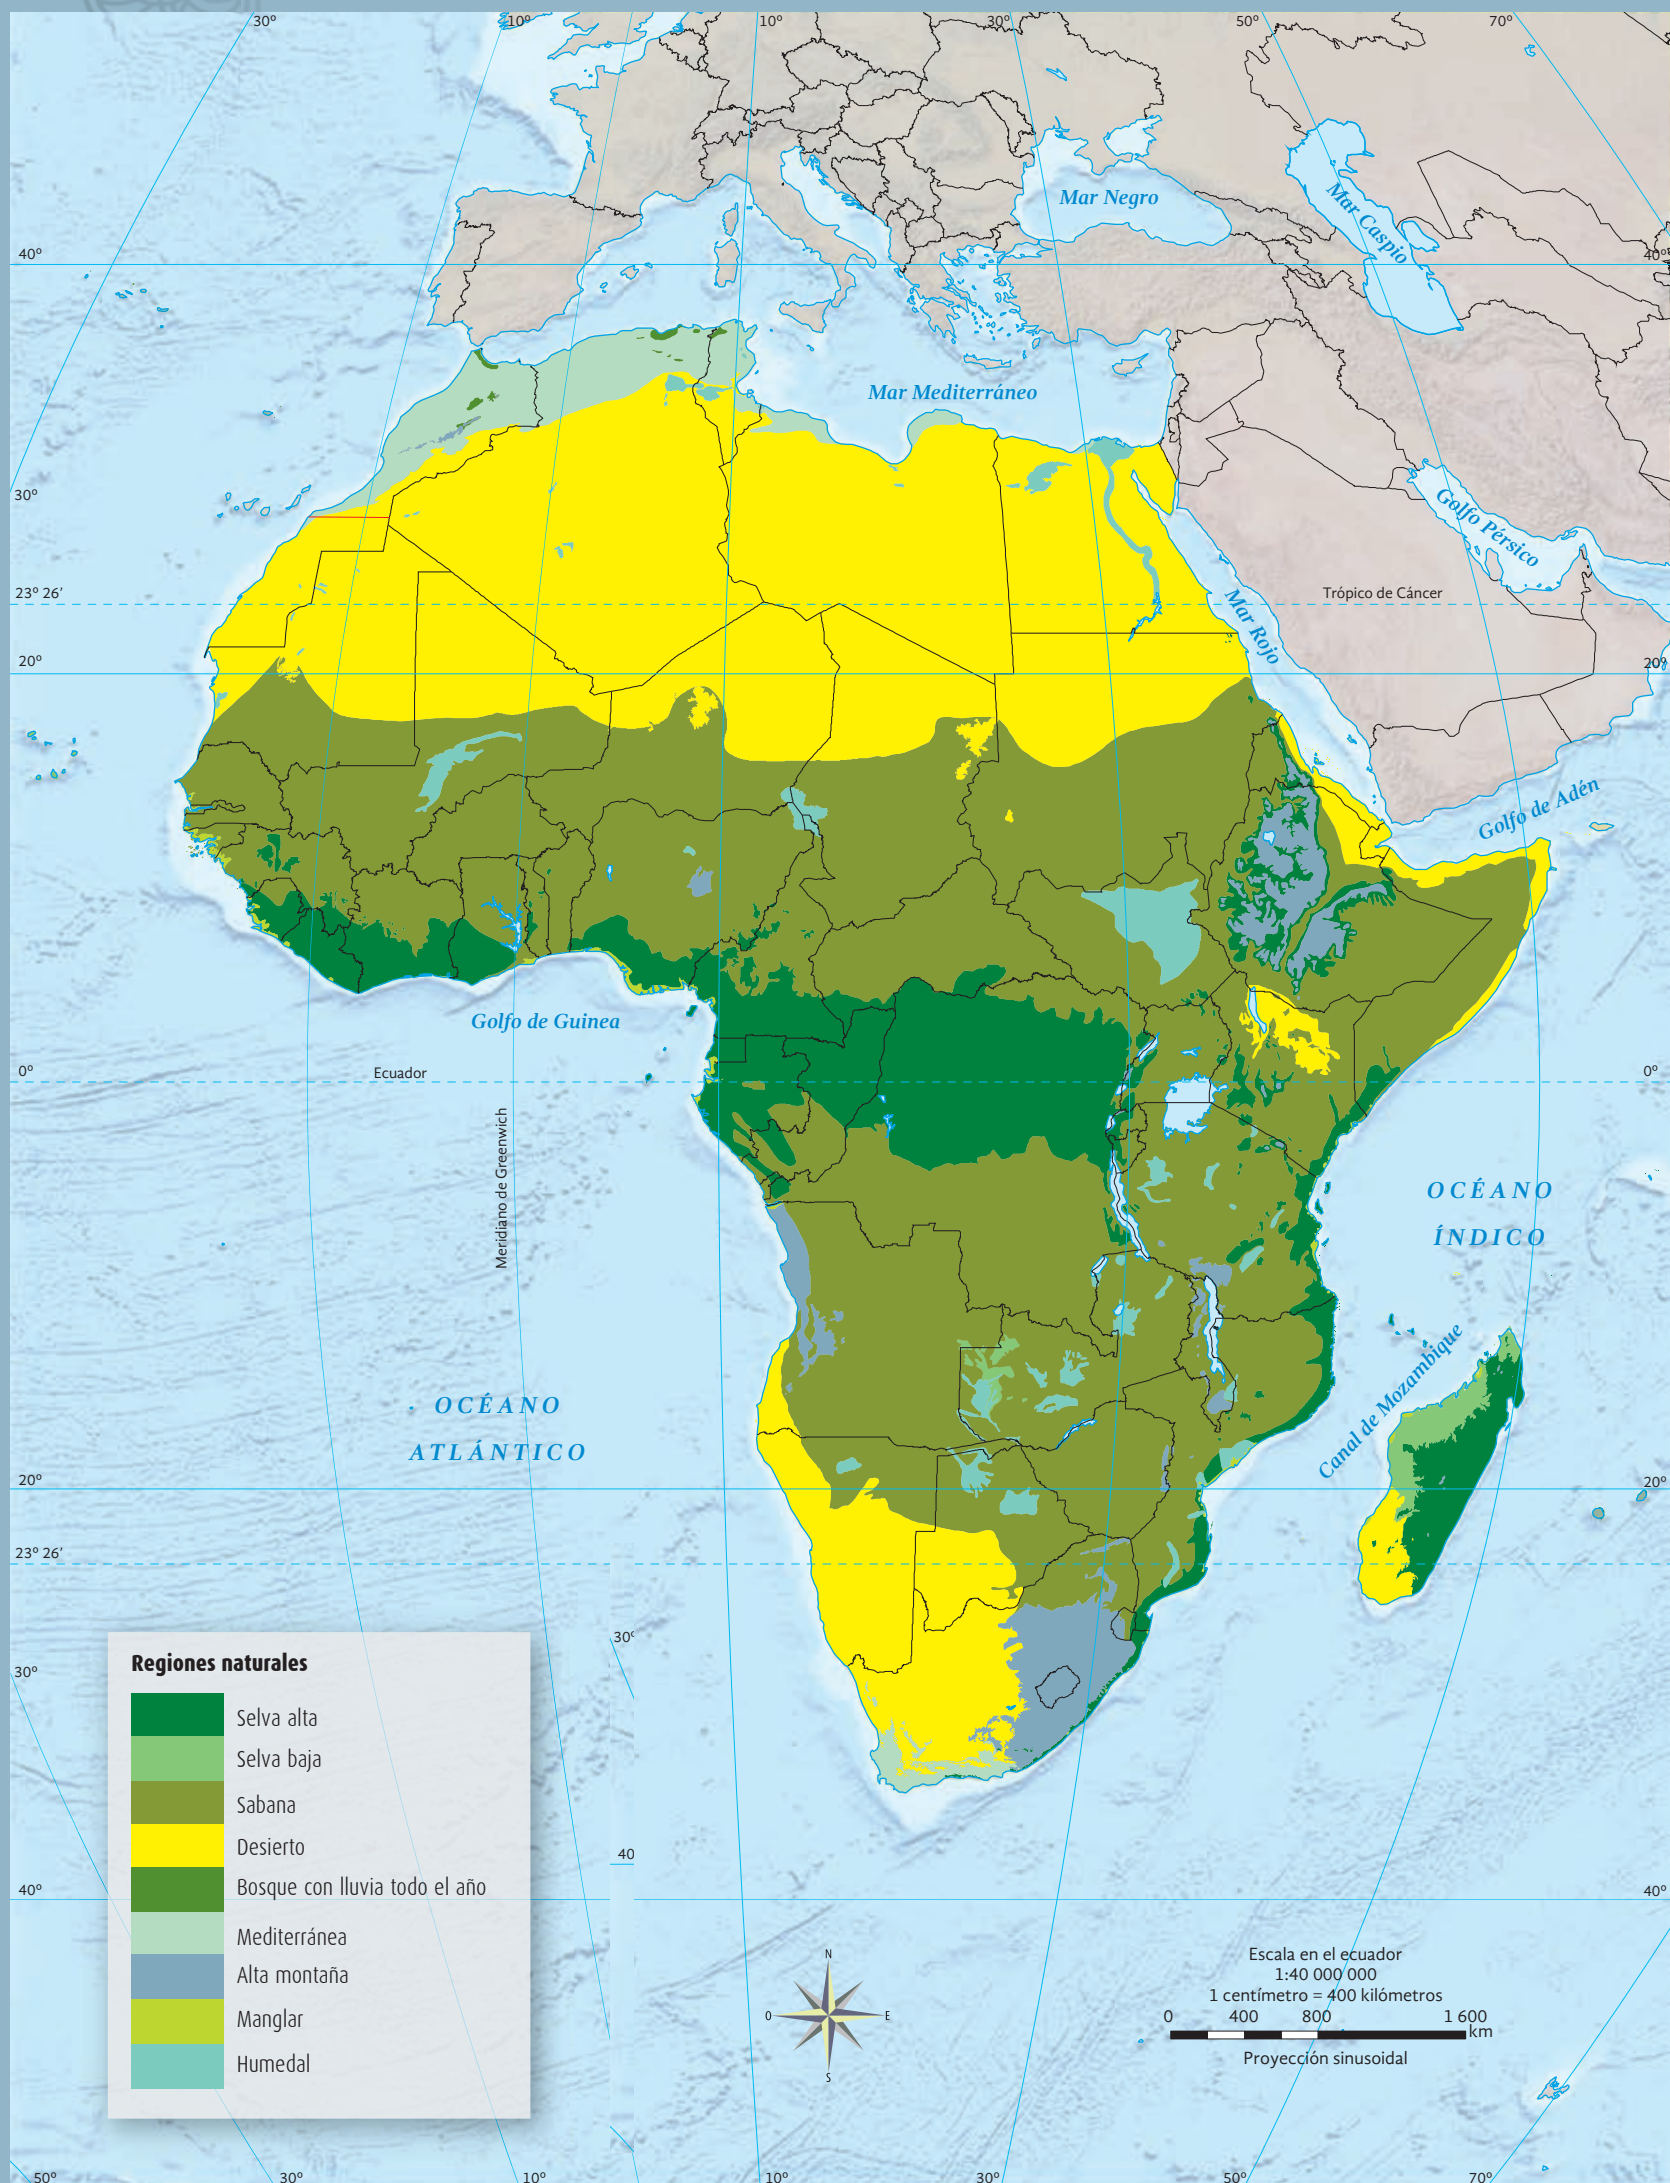 30° 10° 10° 30° 50° 70°
Mar Negro
Mar Caspio
40° 40°
Mar Mediterráneo
30°
Golfo Pérsico
23° 26’
Trópico de Cáncer
Mar Rojo
20° 20°
Golfo de Adén
Golfo de Guinea
0° Ecuador 0°
Meridiano de Greenwich
OCÉANO
ÍNDICO
Canal de Mozambique
OCÉANO
ATLÁNTICO
20° 20°
23° 26’
30°
30°
Regiones naturales
Selva alta
Selva baja
Sabana
Desierto
Bosque con lluvia todo el año
Mediterránea
Alta montaña
Manglar
Humedal
40
40° 40°
N
O E
S
Escala en el ecuador
1:40 000 000
1 centímetro = 400 kilómetros
0 400 800 1 600
km
Proyección sinusoidal
50° 30° 10° 10° 30° 50° 70°